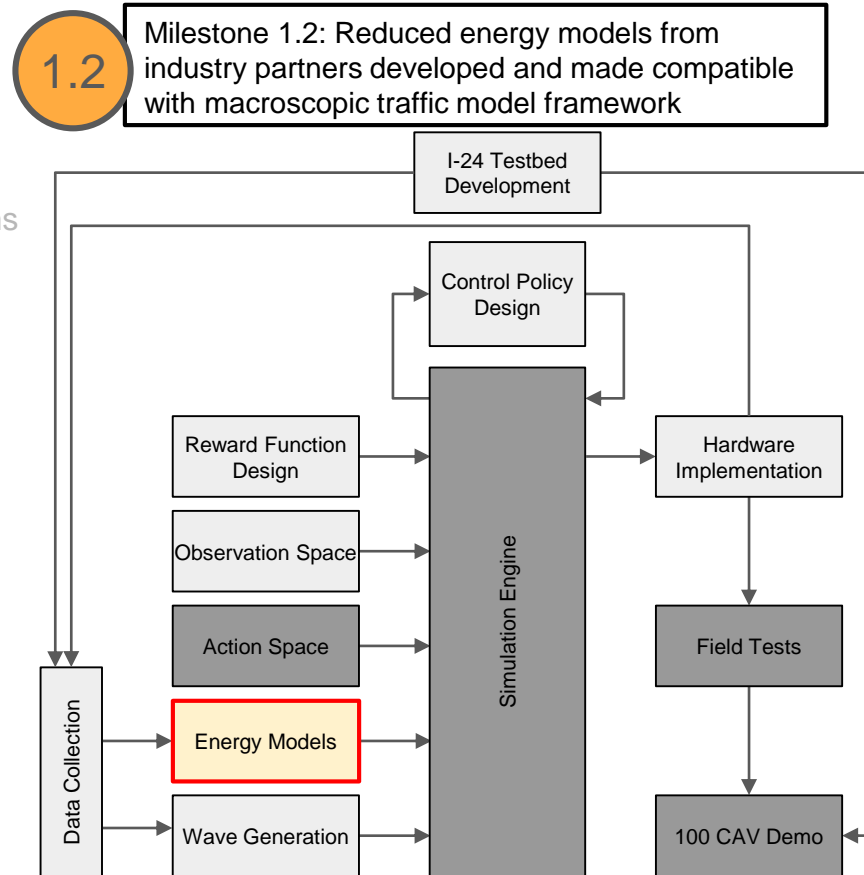 1.2
Milestone 1.2: Reduced energy models from
industry partners developed and made compatible
with macroscopic traffic model framework
I-24 Testbed
Development
Control Policy
Design
Reward Function
Design
Hardware
Implementation
Observation Space
Simulation Engine
Action Space
Field Tests
Data Collection
Energy Models
Wave Generation
100 CAV Demo